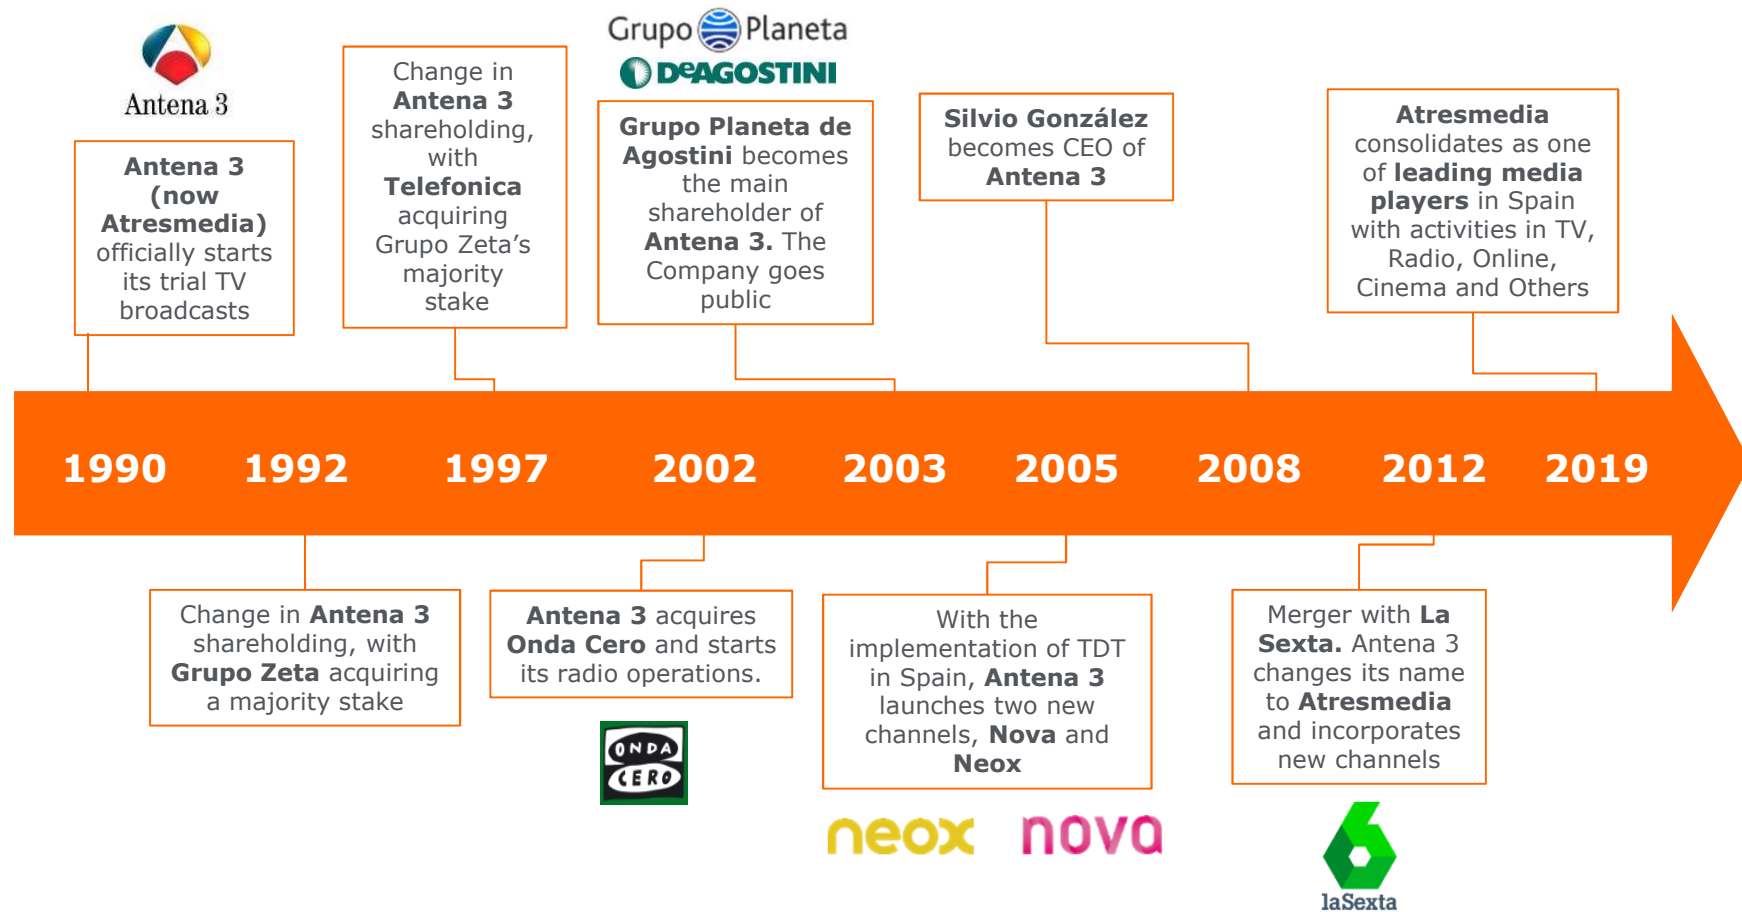 Antena 3
Antena 3
(now
Atresmedia)
officially starts
its trial TV
broadcasts
Change in
Antena 3
shareholding,
with
Telefonica
acquiring
Grupo Zeta’s
majority
stake
Grupo Planeta
DeAGOSTINI
Grupo Planeta de
Agostini becomes
the main
shareholder of
Antena 3. The
Company goes
public
Silvio González
becomes CEO of
Antena 3
Atresmedia
consolidates as one
of leading media
players in Spain
with activities in TV,
Radio, Online,
Cinema and Others
1990 1992 1997 2002 2003 2005 2008 2012 2019
Change in Antena 3
shareholding, with
Grupo Zeta acquiring
a majority stake
Antena 3 acquires
Onda Cero and starts
its radio operations.
ONDA
CERO
With the
implementation of TDT
in Spain, Antena 3
launches two new
channels, Nova and
Neox
neox nova
Merger with La
Sexta. Antena 3
changes its name
to Atresmedia
and incorporates
new channels
laSexta